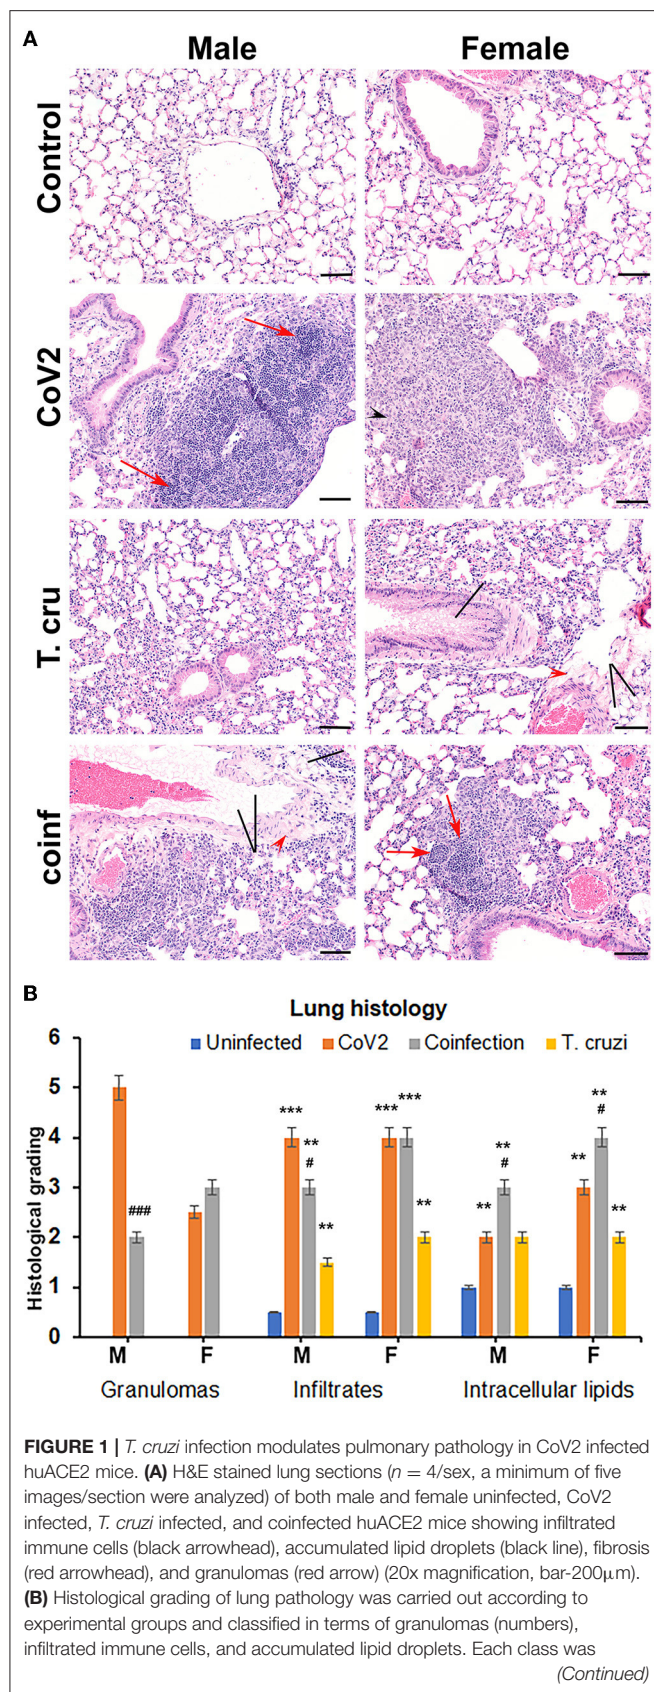 A
Male
Female
Control
CoV2
T. cru
coinf
B
Lung histology
6
5
4
3
2
1
0
Histological grading
Uninfected
CoV2
Coinfection
T. cruzi
###
***
**
#
**
***
***
**
**
**
#
**
**
#
**
M
F
M
F
M
F
Granulomas
Infiltrates
Intracellular lipids
FIGURE 1 | T. cruzi infection modulates pulmonary pathology in CoV2 infected
huACE2 mice. (A) H&E stained lung sections (n = 4/sex, a minimum of five
images/section were analyzed) of both male and female uninfected, CoV2
infected, T. cruzi infected, and coinfected huACE2 mice showing infiltrated
immune cells (black arrowhead), accumulated lipid droplets (black line), fibrosis
(red arrowhead), and granulomas (red arrow) (20x magnification, bar-200μm).
(B) Histological grading of lung pathology was carried out according to
experimental groups and classified in terms of granulomas (numbers),
infiltrated immune cells, and accumulated lipid droplets. Each class was
(Continued)